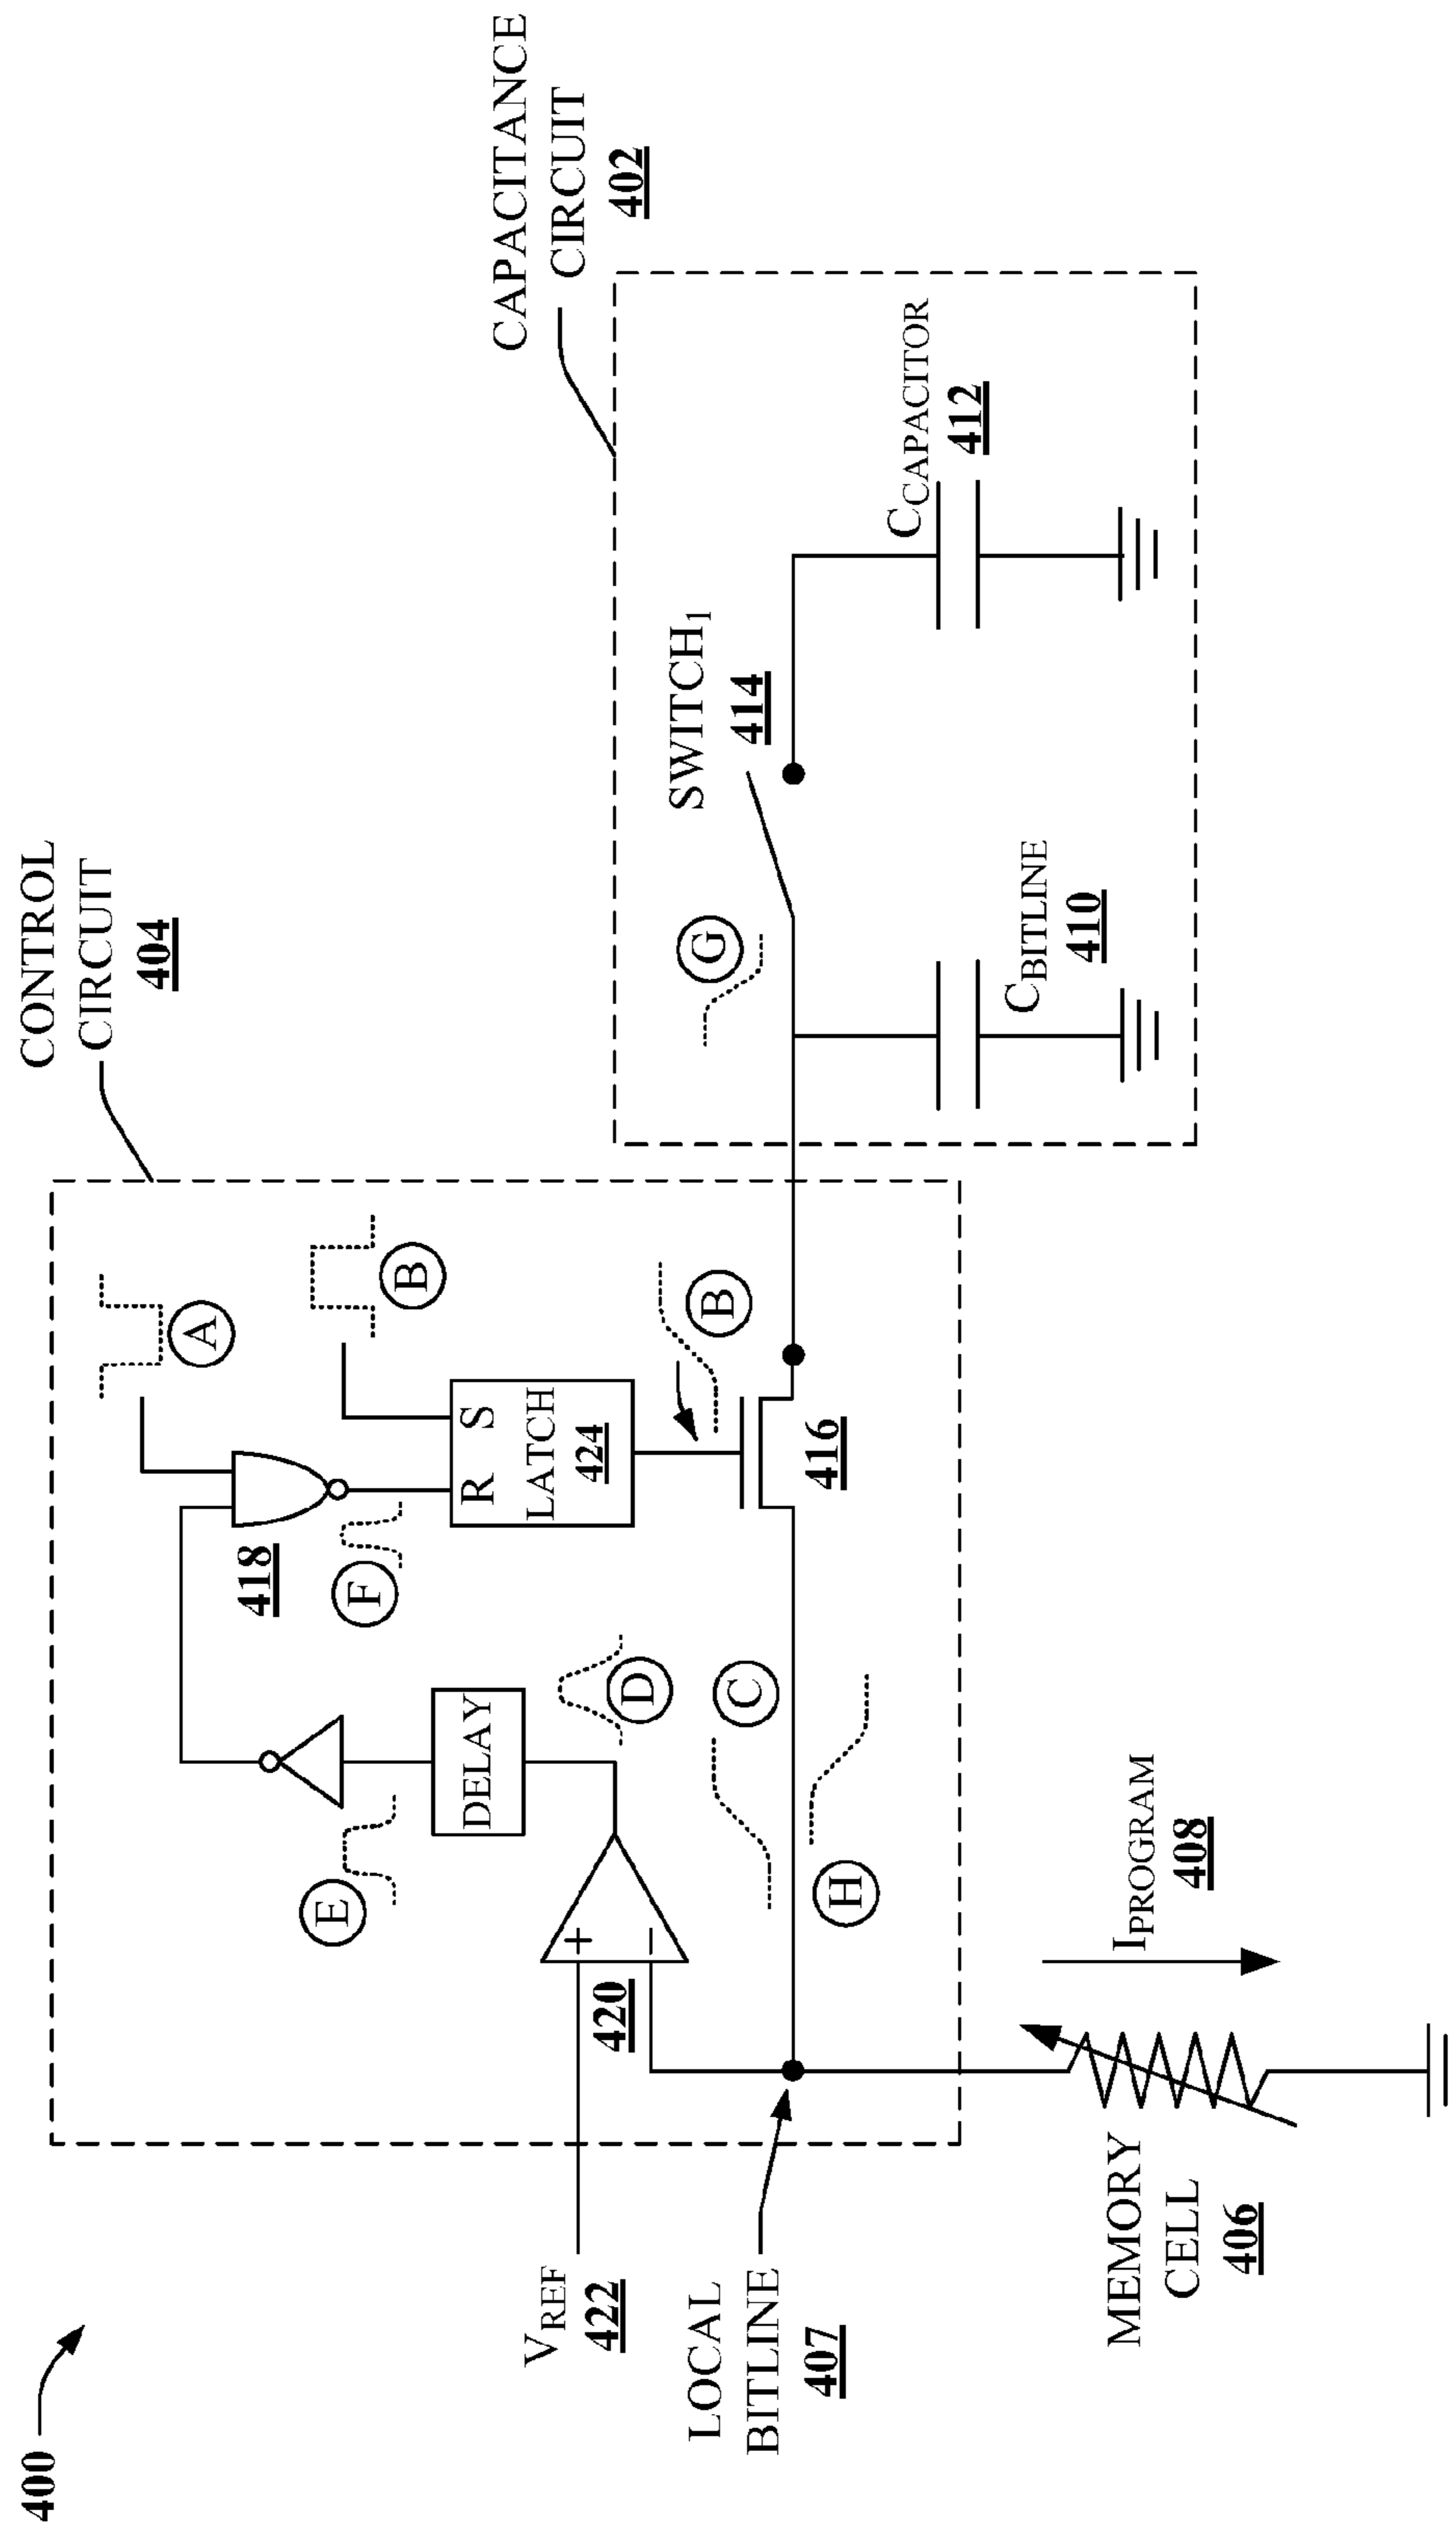 400
CONTROL
CIRCUIT
404
CAPACITANCE
CIRCUIT
402
A
B
418
F
R S
LATCH
424
E
DELAY
D
B
416
C
H
VREF
422
420
+
−
LOCAL
BITLINE
407
MEMORY
CELL
406
IPROGRAM
408
G
SWITCH1
414
CBITLINE
410
CCAPACITOR
412